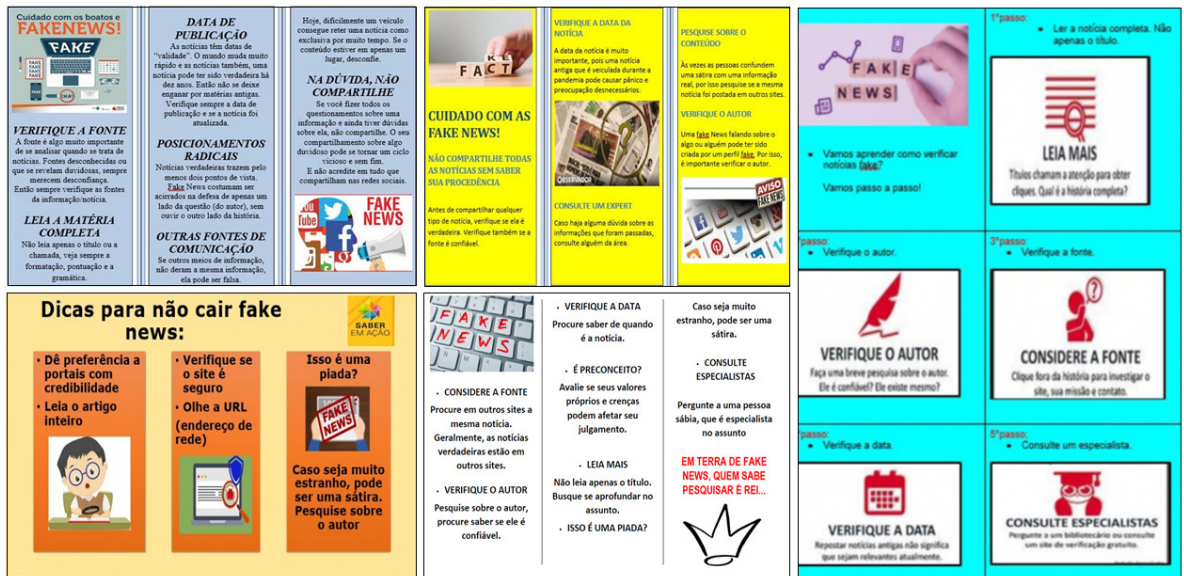 Cuidado com os boatos e
FAKENEWS!
FAKE
VERIFIQUE A FONTE
A fonte é algo muito importante
de se analisar quando se trata de
notícias. Fontes desconhecidas ou
que se revelam duvidosas, sempre
merecem desconfiança.
Então sempre verifique as fontes
da informação/notícia.
LEIA A MATÉRIA
COMPLETA
Não leia apenas o título ou a
chamada, veja sempre a
formatação, pontuação e a
gramática.
DATA DE
PUBLICAÇÃO
As notícias têm datas de
“validade”. O mundo muda muito
rápido e as notícias também, uma
notícia pode ter sido verdadeira há
dez anos. Então não se deixe
enganar por matérias antigas.
Verifique sempre a data de
publicação e se a notícia foi
atualizada.
POSICIONAMENTOS
RADICAIS
Notícias verdadeiras trazem pelo
menos dois pontos de vista.
Fake News costumam ser
acirrados na defesa de apenas um
lado da questão (do autor), sem
ouvir o outro lado da história.
OUTRAS FONTES DE
COMUNICAÇÃO
Se outros meios de informação,
não deram a mesma informação,
ela pode ser falsa.
Hoje, dificilmente um veículo
consegue reter uma notícia como
exclusiva por muito tempo. Se o
conteúdo estiver em apenas um
lugar, desconfie.
NA DÚVIDA, NÃO
COMPARTILHE
Se você fizer todos os
questionamentos sobre uma
informação e ainda tiver dúvidas
sobre ela, não compartilhe. O seu
compartilhamento sobre algo
duvidoso pode se tornar um ciclo
vicioso e sem fim.
E não acredite em tudo que
compartilham nas redes sociais.
You
Tube
FAKE
NEWS
KE
FACT
CUIDADO COM AS
FAKE NEWS!
NÃO COMPARTILHE TODAS
AS NOTÍCIAS SEM SABER
SUA PROCEDÊNCIA
Antes de compartilhar qualquer
tipo de notícia, verifique se ela é
verdadeira. Verifique também se a
fonte é confiável.
VERIFIQUE A DATA DA
NOTÍCIA
A data da notícia é muito
importante, pois uma notícia
antiga que é veiculada durante a
pandemia pode causar pânico e
preocupação desnecessários.
OBSERVADOR
CONSULTE UM EXPERT
Caso haja alguma dúvida sobre as
informações que foram passadas,
consulte alguém da área.
PESQUISE SOBRE O
CONTEÚDO
Às vezes as pessoas confundem
uma sátira com uma informação
real, por isso pesquise se a mesma
notícia foi postada em outros sites.
VERIFIQUE O AUTOR
Uma fake News falando sobre o
algo ou alguém pode ter sido
criada por um perfil fake. Por isso,
é importante verificar o autor.
AVISO
FAKE NEWS
FAKE
NEWS
• Vamos aprender como verificar
notícias fake?
Vamos passo a passo!
1°passo:
• Ler a notícia completa. Não
apenas o título.
LEIA MAIS
Títulos chamam a atenção para obter
cliques. Qual é a história completa?
°passo:
• Verifique o autor.
VERIFIQUE O AUTOR
Faça uma breve pesquisa sobre o autor.
Ele é confiável? Ele existe mesmo?
3°passo:
• Verifique a fonte.
CONSIDERE A FONTE
Clique fora da história para investigar o
site, sua missão e contato.
°passo:
• Verifique a data.
VERIFIQUE A DATA
Repostar notícias antigas não significa
que sejam relevantes atualmente.
5°passo:
• Consulte um especialista.
CONSULTE ESPECIALISTAS
Pergunte a um bibliotecário ou consulte
um site de verificação gratuito.
Dicas para não cair fake
news:
SABER
EM AÇÃO
• Dê preferência a
portais com
credibilidade
• Leia o artigo
inteiro
• Verifique se
o site é
seguro
• Olhe a URL
(endereço de
rede)
Isso é uma
piada?
FAKE
NEWS
Caso seja muito
estranho, pode
ser uma sátira.
Pesquise sobre
o autor
FAKE
NEWS
• CONSIDERE A FONTE
Procure em outros sites a
mesma notícia.
Geralmente, as notícias
verdadeiras estão em
outros sites.
• VERIFIQUE O AUTOR
Pesquise sobre o autor,
procure saber se ele é
confiável.
• VERIFIQUE A DATA
Procure saber de quando
é a notícia.
• É PRECONCEITO?
Avalie se seus valores
próprios e crenças
podem afetar seu
julgamento.
• LEIA MAIS
Não leia apenas o título.
Busque se aprofundar no
assunto.
• ISSO É UMA PIADA?
Caso seja muito
estranho, pode ser uma
sátira.
• CONSULTE
ESPECIALISTAS
Pergunte a uma pessoa
sábia, que é especialista
no assunto
EM TERRA DE FAKE
NEWS, QUEM SABE
PESQUISAR É REI...